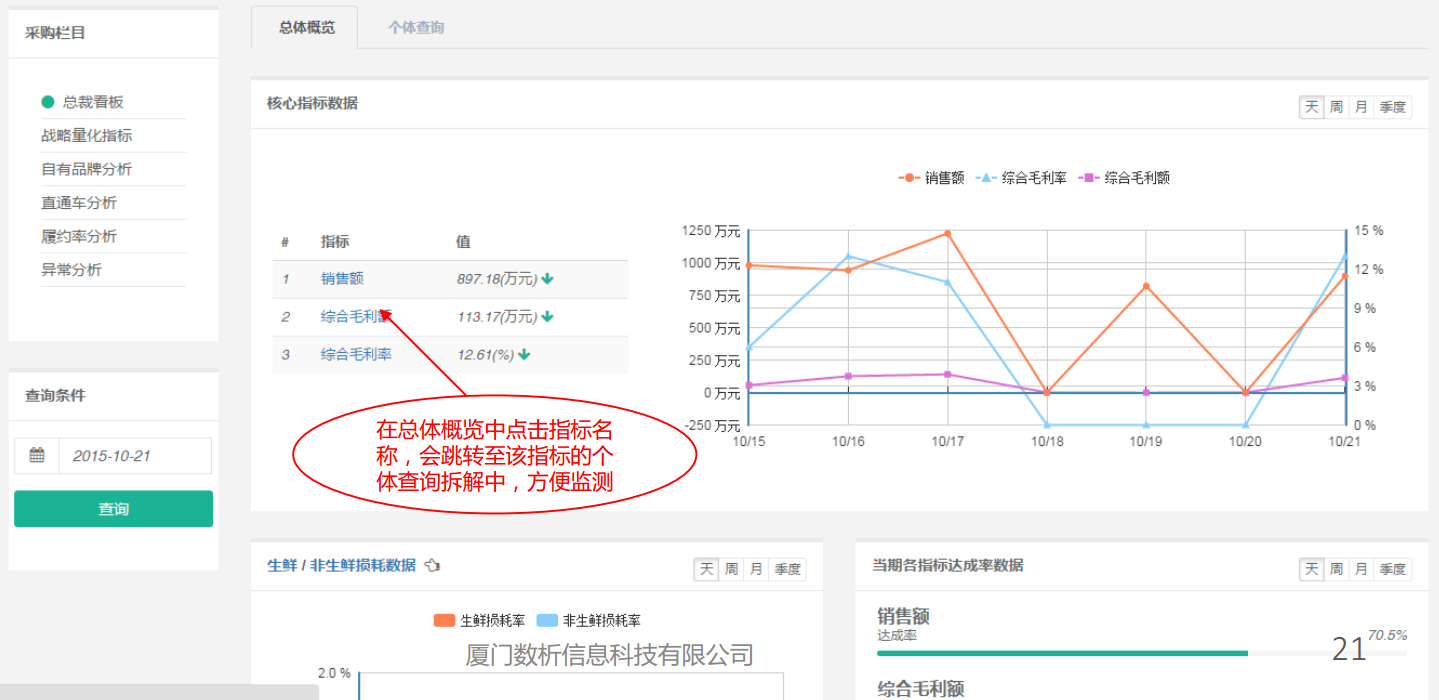 采购栏目
总裁看板
战略量化指标
自有品牌分析
直通车分析
履约率分析
异常分析
查询条件
2015-10-21
查询
总体概览 个体查询
核心指标数据
天 周 月 季度
# 指标 值
1 销售额 897.18(万元)
2 综合毛利额 113.17(万元)
3 综合毛利率 12.61(%)
销售额 综合毛利率 综合毛利额
1250 万元
1000 万元
750 万元
500 万元
250 万元
0 万元
-250 万元
15 %
12 %
9 %
6 %
3 %
0 %
10/15 10/16 10/17 10/18 10/19 10/20 10/21
在总体概览中点击指标名
称，会跳转至该指标的个
体查询拆解中，方便监测
生鲜 / 非生鲜损耗数据
天 周 月 季度
生鲜损耗率 非生鲜损耗率
厦门数析信息科技有限公司
2.0 %
当期各指标达成率数据
天 周 月 季度
销售额
达成率 70.5%
21
综合毛利额